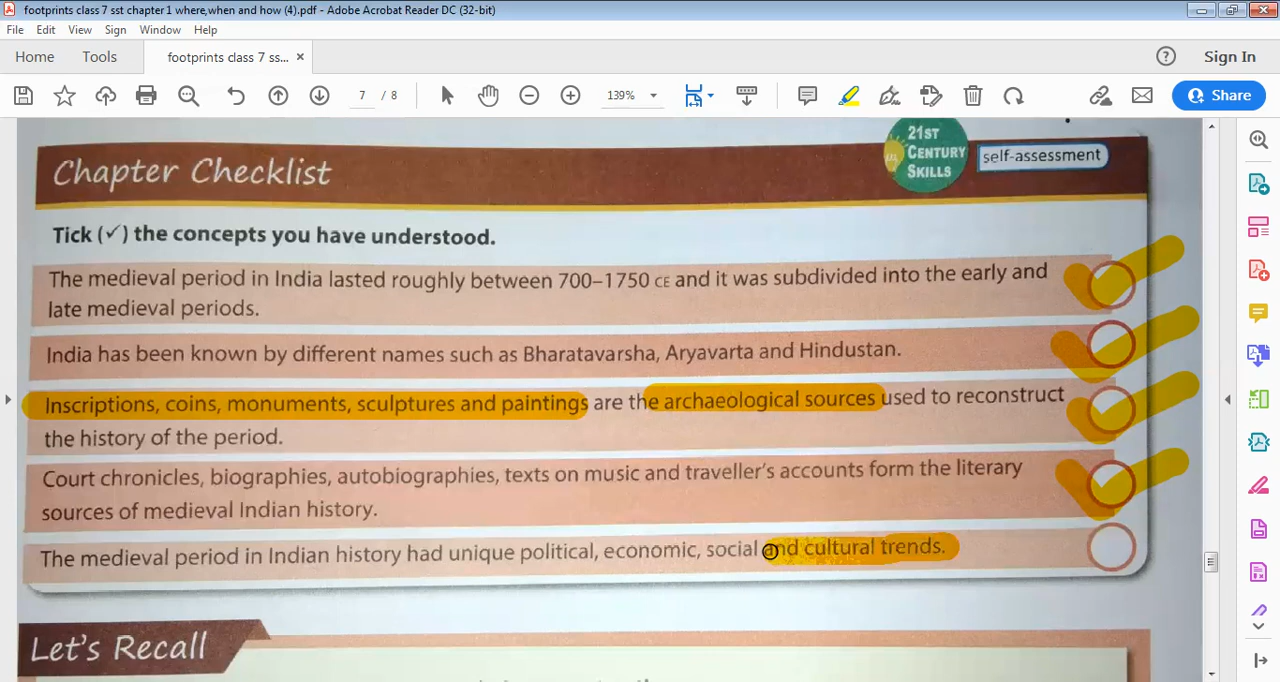 footprints class 7 sst chapter 1 where,when and how (4).pdf - Adobe Acrobat Reader DC (32-bit)
File Edit View Sign Window Help
Home Tools footprints class 7 ss... × ? Sign In
7 / 8 139% Share
Chapter Checklist
21ST
CENTURY
SKILLS
self-assessment
Tick (✓) the concepts you have understood.
The medieval period in India lasted roughly between 700–1750 CE and it was subdivided into the early and
late medieval periods.
India has been known by different names such as Bharatavarsha, Aryavarta and Hindustan.
Inscriptions, coins, monuments, sculptures and paintings are the archaeological sources used to reconstruct
the history of the period.
Court chronicles, biographies, autobiographies, texts on music and traveller's accounts form the literary
sources of medieval Indian history.
The medieval period in Indian history had unique political, economic, social and cultural trends.
Let's Recall